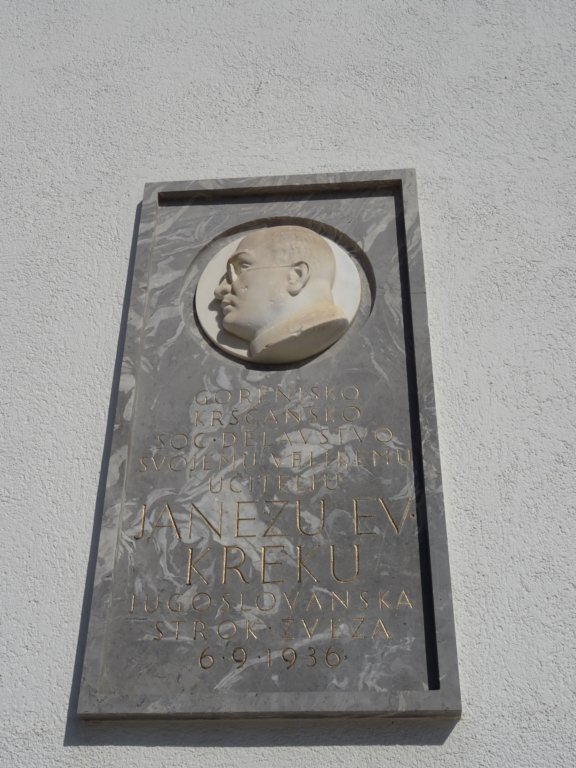 GORENJSKO
KRŠČANSKO
SOC·DELAVSTVO
SVOJEMU VELIKEMU
UČITELJU
JANEZU EV·
KREKU
JUGOSLOVANSKA
STROK·ZVEZA
6·9·1936·